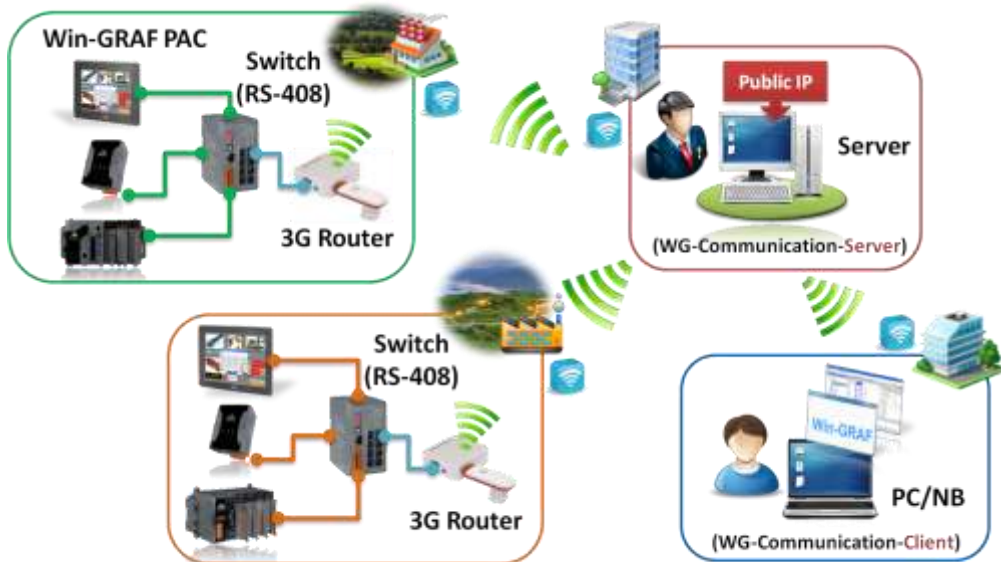 Win-GRAF PAC
Switch
(RS-408)
3G Router
Public IP
Server
(WG-Communication-Server)
Switch
(RS-408)
3G Router
Win-GRAF
PC/NB
(WG-Communication-Client)